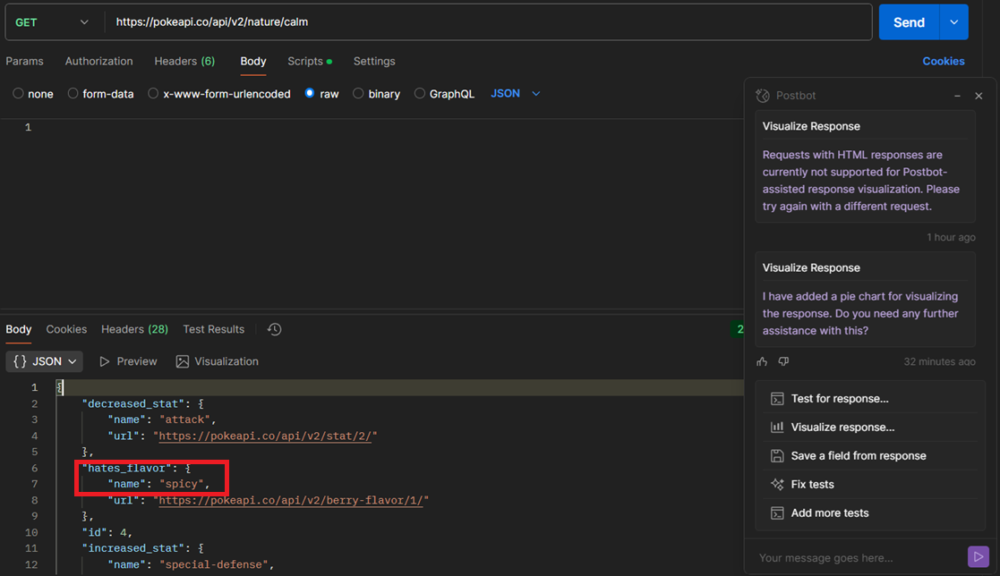 GET https://pokeapi.co/api/v2/nature/calm Send
Params Authorization Headers (6) Body Scripts Settings Cookies
none form-data x-www-form-urlencoded raw binary GraphQL JSON
1
Body Cookies Headers (28) Test Results 2
{} JSON Preview Visualization
1 {
2 "decreased_stat": {
3 "name": "attack",
4 "url": "https://pokeapi.co/api/v2/stat/2/"
5 },
6 "hates_flavor": {
7 "name": "spicy",
8 "url": "https://pokeapi.co/api/v2/berry-flavor/1/"
9 },
10 "id": 4,
11 "increased_stat": {
12 "name": "special-defense",
Postbot
Visualize Response
Requests with HTML responses are
currently not supported for Postbot-
assisted response visualization. Please
try again with a different request.
1 hour ago
Visualize Response
I have added a pie chart for visualizing
the response. Do you need any further
assistance with this?
32 minutes ago
Test for response...
Visualize response...
Save a field from response
Fix tests
Add more tests
Your message goes here...